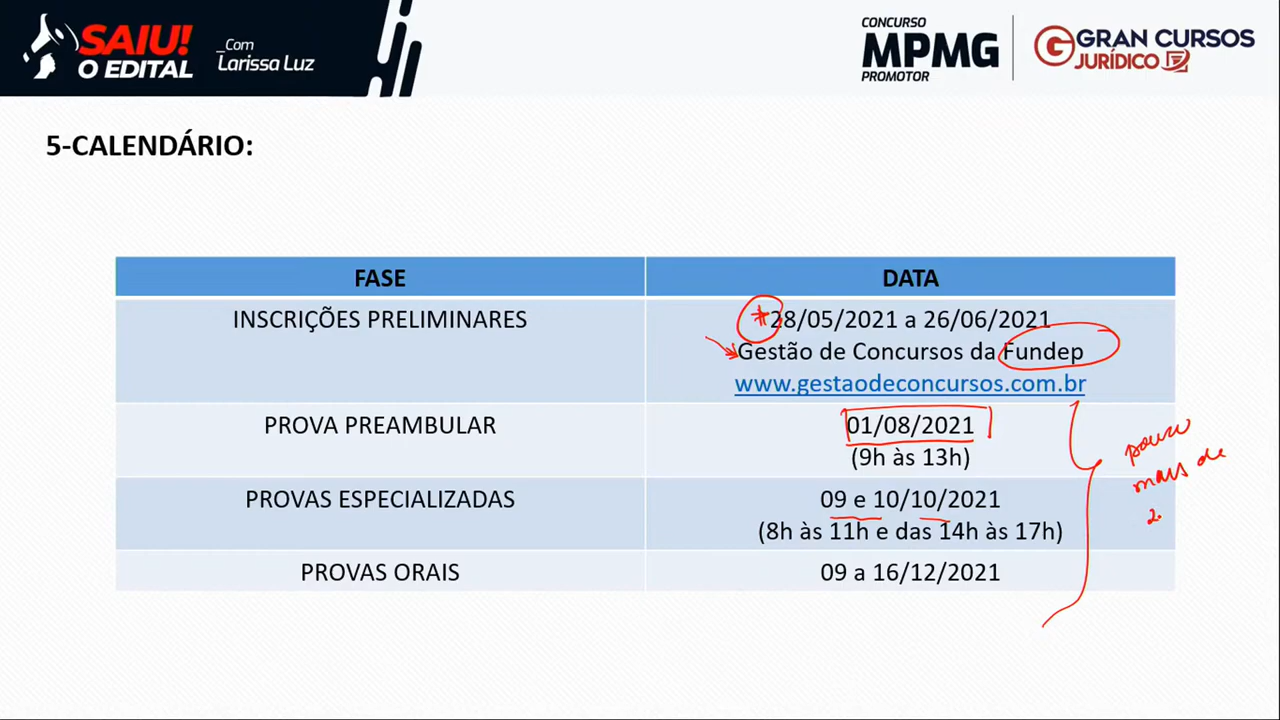 SAIU!
O EDITAL
_Com
Larissa Luz
CONCURSO
MPMG
PROMOTOR
GRAN CURSOS
JURÍDICO
5-CALENDÁRIO:
FASE DATA
INSCRIÇÕES PRELIMINARES *28/05/2021 a 26/06/2021
Gestão de Concursos da Fundep
www.gestaodeconcursos.com.br
PROVA PREAMBULAR 01/08/2021
(9h às 13h)
PROVAS ESPECIALIZADAS 09 e 10/10/2021
(8h às 11h e das 14h às 17h)
PROVAS ORAIS 09 a 16/12/2021
pouco
mais de
2